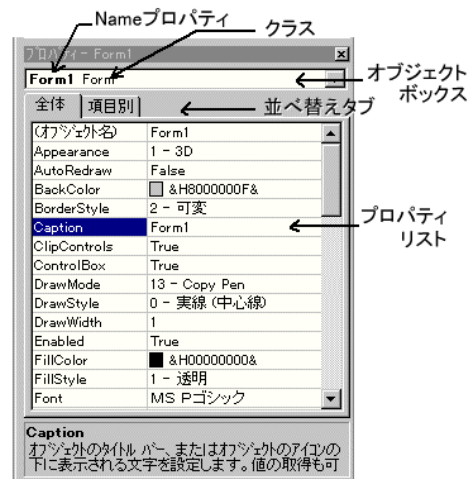 Nameプロパティ
クラス
プロパティ - Form1
Form1 Form
オブジェクト
ボックス
全体 項目別
並べ替えタブ
(オブジェクト名) Form1
Appearance 1 - 3D
AutoRedraw False
BackColor &H8000000F&
BorderStyle 2 - 可変
Caption Form1
ClipControls True
ControlBox True
DrawMode 13 - Copy Pen
DrawStyle 0 - 実線 (中心線)
DrawWidth 1
Enabled True
FillColor &H00000000&
FillStyle 1 - 透明
Font MS Pゴシック
プロパティ
リスト
Caption
オブジェクトのタイトル バー、またはオブジェクトのアイコンの
下に表示される文字を設定します。値の取得も可